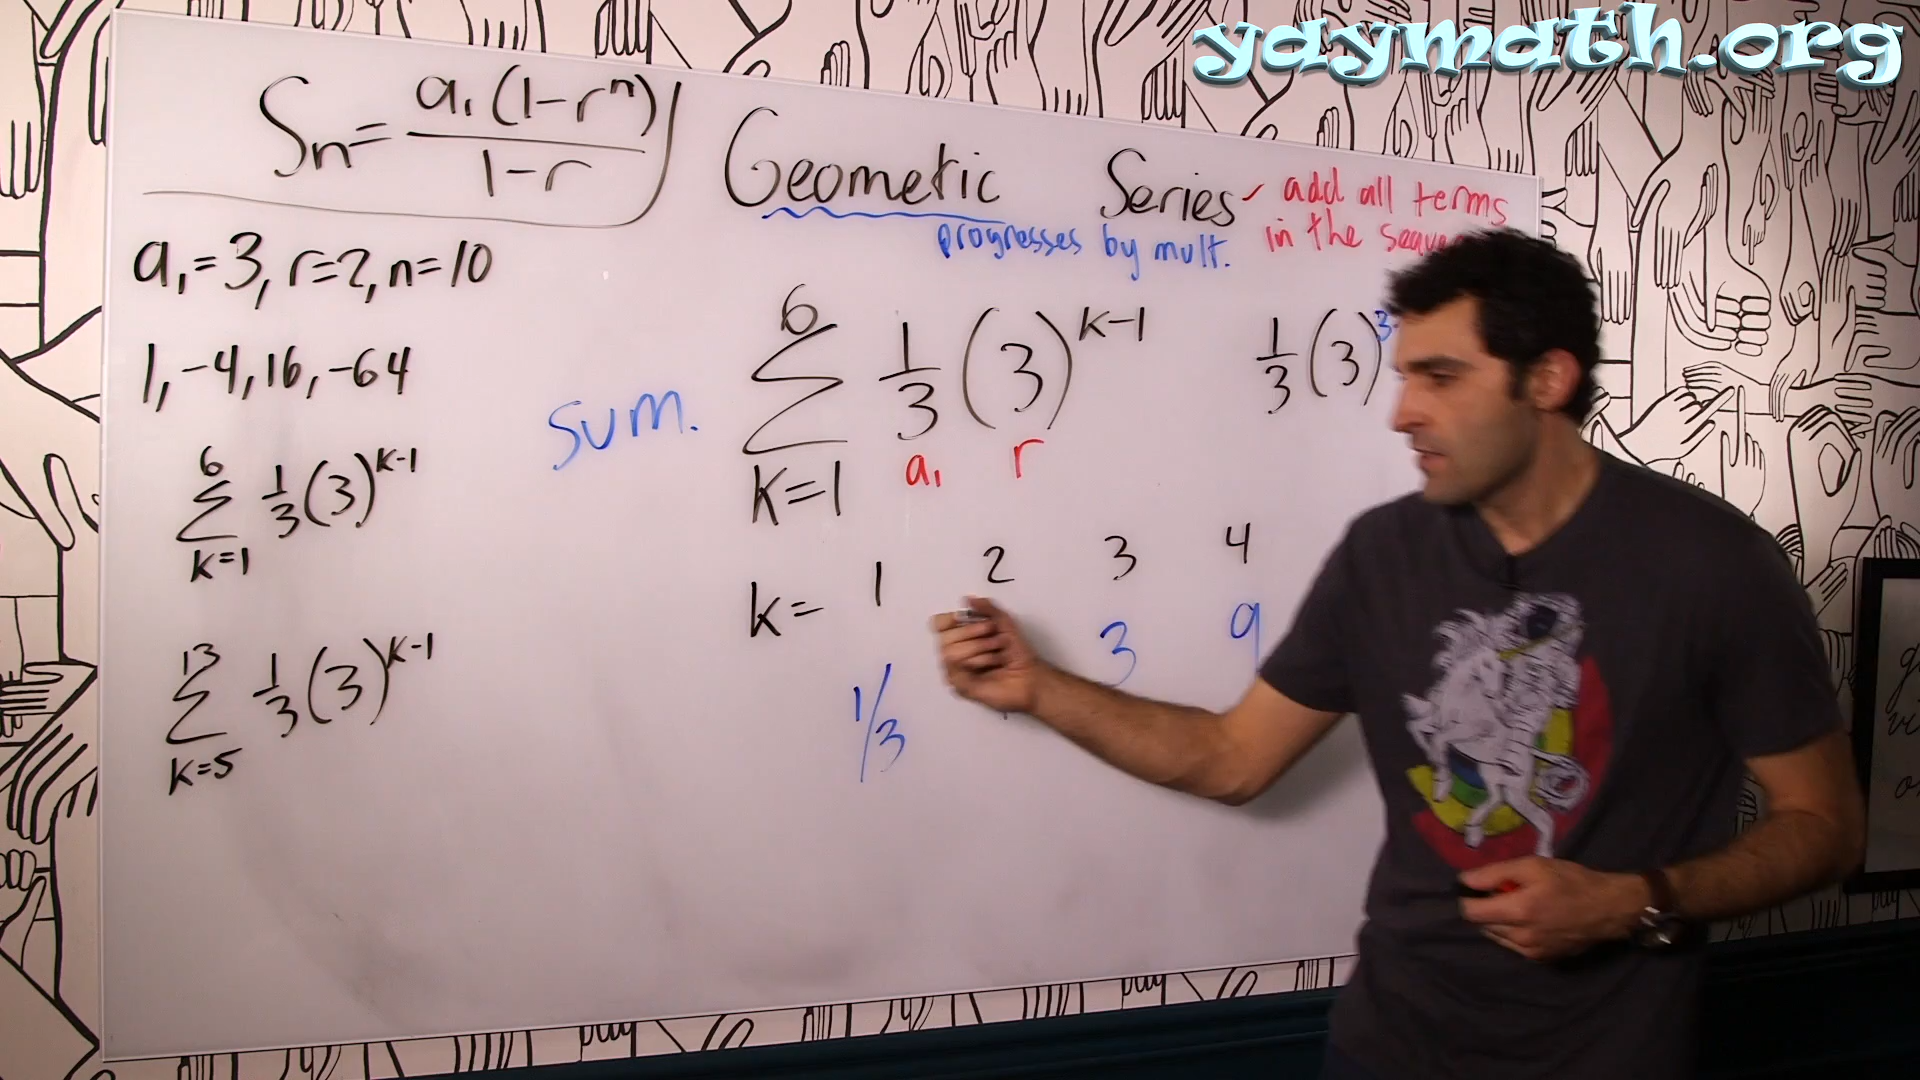 yaymath.org
Sn = a₁(1-rⁿ) / 1-r
a₁=3, r=2, n=10
1, -4, 16, -64
6
Σ 1/3 (3)^k-1
k=1
13
Σ 1/3 (3)^k-1
k=5
Geometric Series - add all terms
in the
progresses by mult.
sum.
6
Σ 1/3 (3)^k-1
k=1
a₁ r
1/3 (3)^3-
k= 1 2 3 4
1/3 3 9